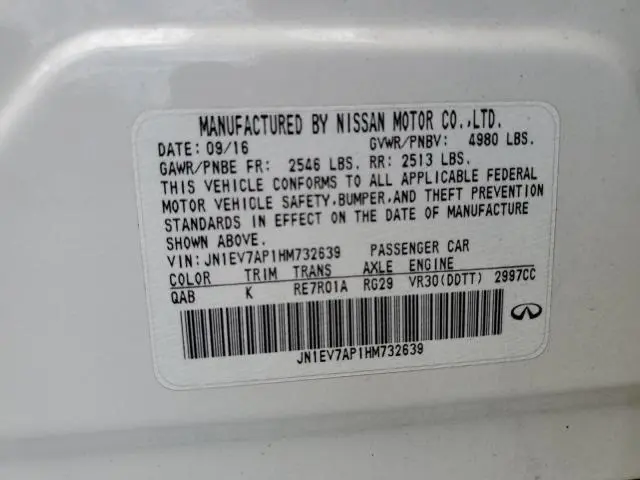 MANUFACTURED BY NISSAN MOTOR CO.,LTD.
DATE: 09/16 GVWR/PNBV: 4980 LBS.
GAWR/PNBE FR: 2546 LBS. RR: 2513 LBS.
THIS VEHICLE CONFORMS TO ALL APPLICABLE FEDERAL
MOTOR VEHICLE SAFETY,BUMPER,AND THEFT PREVENTION
STANDARDS IN EFFECT ON THE DATE OF MANUFACTURE
SHOWN ABOVE.
VIN: JN1EV7AP1HM732639 PASSENGER CAR
COLOR TRIM TRANS AXLE ENGINE
QAB K RE7R01A RG29 VR30(DDTT) 2997CC
JN1EV7AP1HM732639